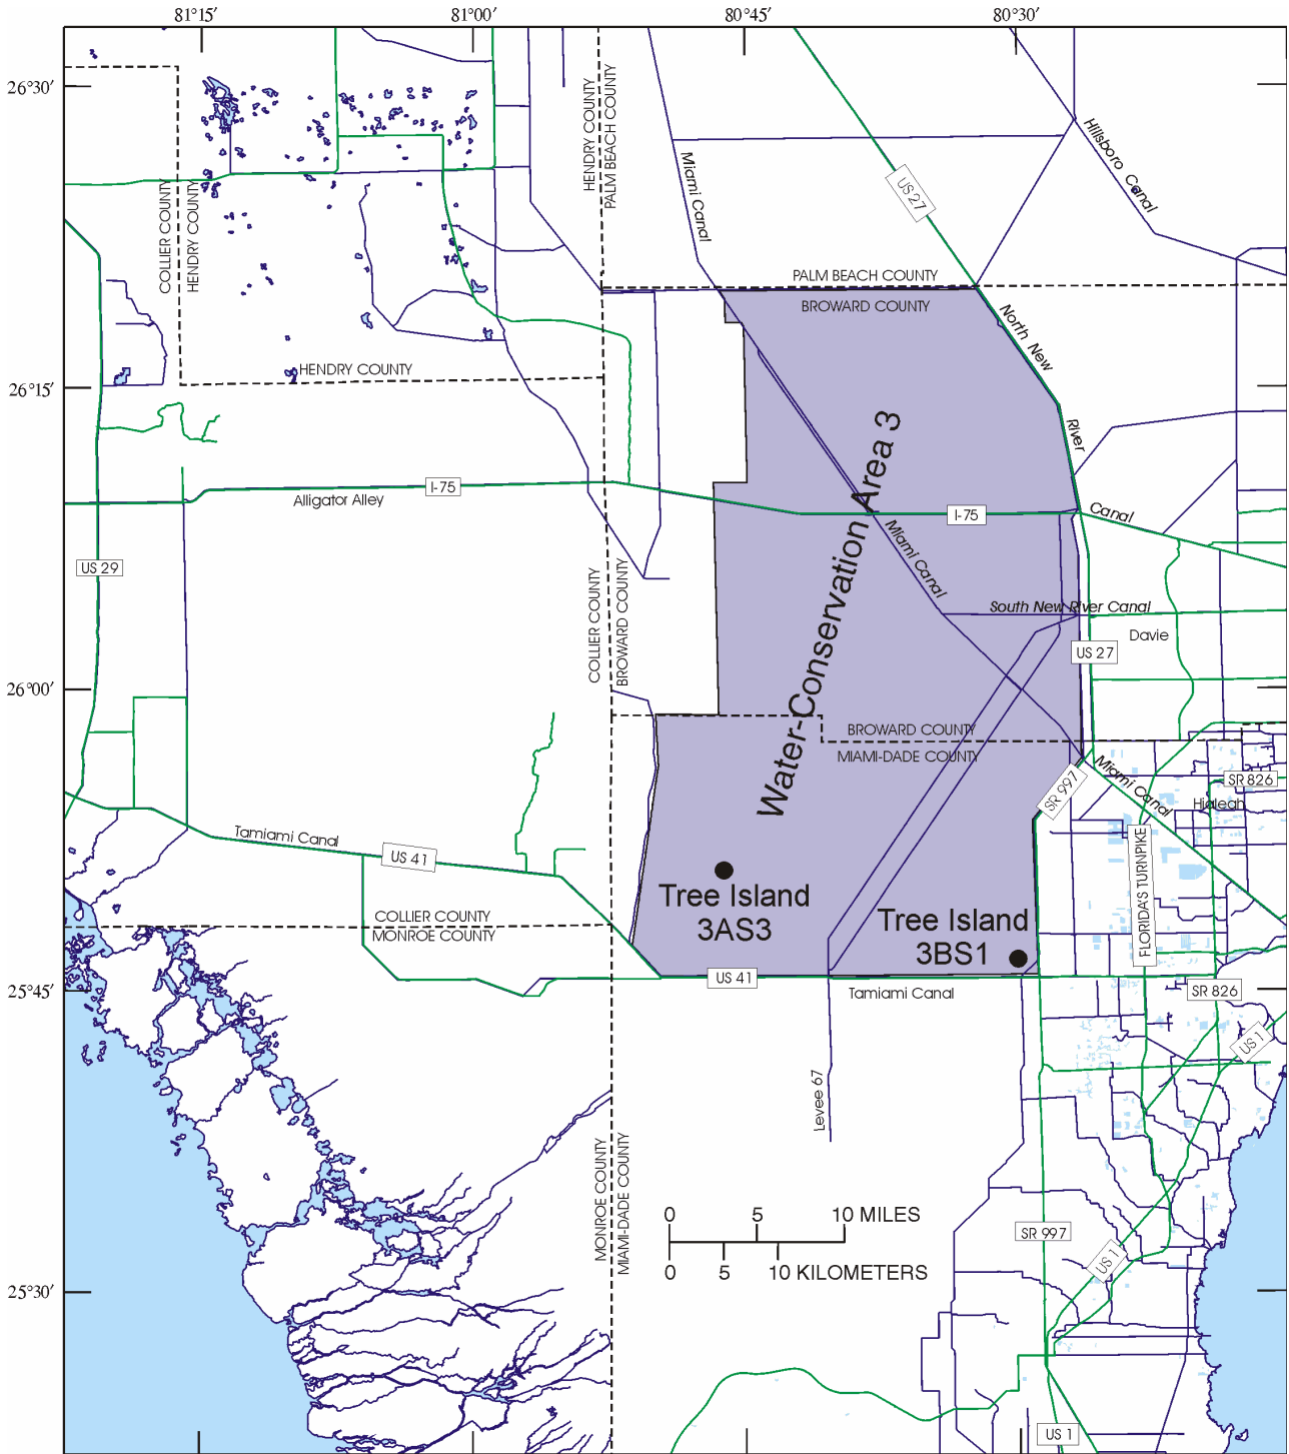 81°15′
81°00′
80°45′
80°30′
26°30′
HENDRY COUNTY
PALM BEACH COUNTY
Miami Canal
US 27
Hillsboro Canal
COLLIER COUNTY
HENDRY COUNTY
PALM BEACH COUNTY
BROWARD COUNTY
North New
River
Canal
HENDRY COUNTY
26°15′
I-75
Alligator Alley
Water-Conservation Area 3
I-75
Miami Canal
US 29
COLLIER COUNTY
BROWARD COUNTY
South New River Canal
Davie
US 27
26°00′
BROWARD COUNTY
MIAMI-DADE COUNTY
SR 997
Miami Canal
SR 826
Hialeah
Tamiami Canal
US 41
FLORIDA'S TURNPIKE
Tree Island
3AS3
Tree Island
3BS1
COLLIER COUNTY
MONROE COUNTY
US 41
Tamiami Canal
25°45′
SR 826
US 1
Levee 67
MONROE COUNTY
MIAMI-DADE COUNTY
0 5 10 MILES
0 5 10 KILOMETERS
SR 997
US 1
25°30′
US 1